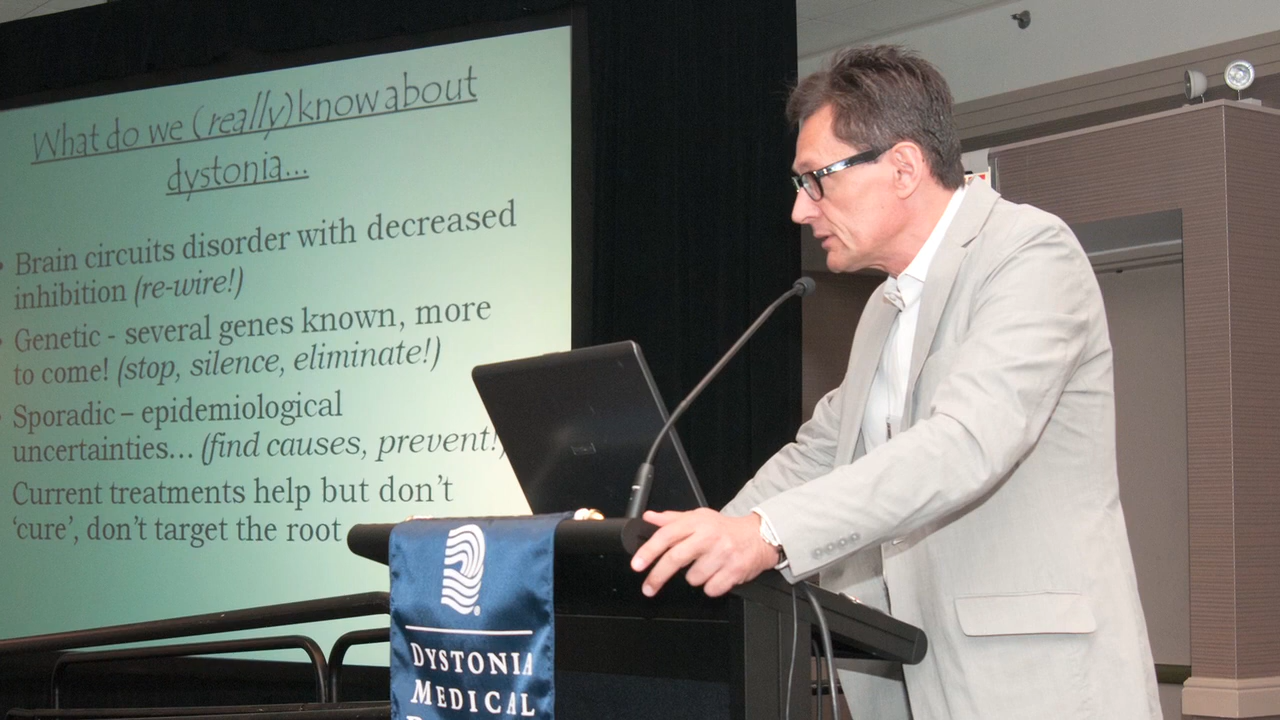 What do we (really) know about
dystonia...
• Brain circuits disorder with decreased
inhibition (re-wire!)
• Genetic - several genes known, more
to come! (stop, silence, eliminate!)
• Sporadic – epidemiological
uncertainties... (find causes, prevent!)
Current treatments help but don't
'cure', don't target the root
DYSTONIA
MEDICAL